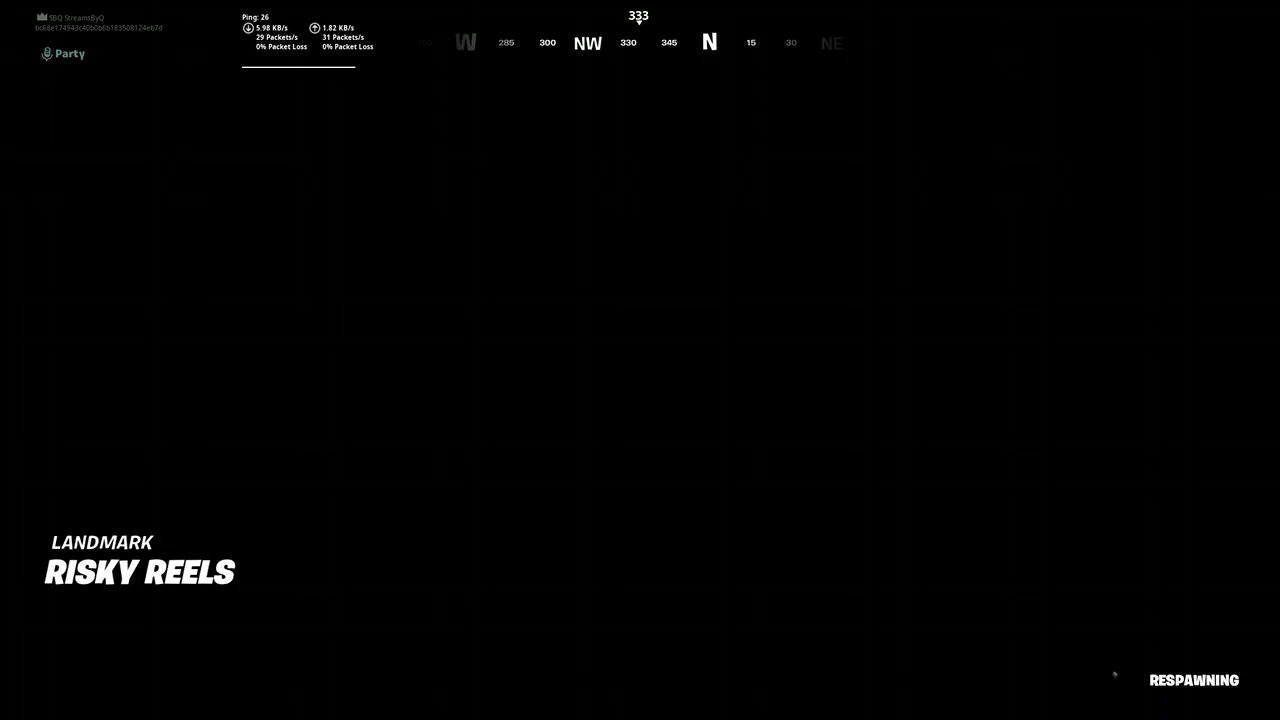 SBQ StreamsByQ
bc68e174943c40b0b6b183508124eb7d
Party
Ping: 26
5.98 KB/s 1.82 KB/s
29 Packets/s 31 Packets/s
0% Packet Loss 0% Packet Loss
333
W 285 300 NW 330 345 N 15 30 NE
LANDMARK
RISKY REELS
RESPAWNING